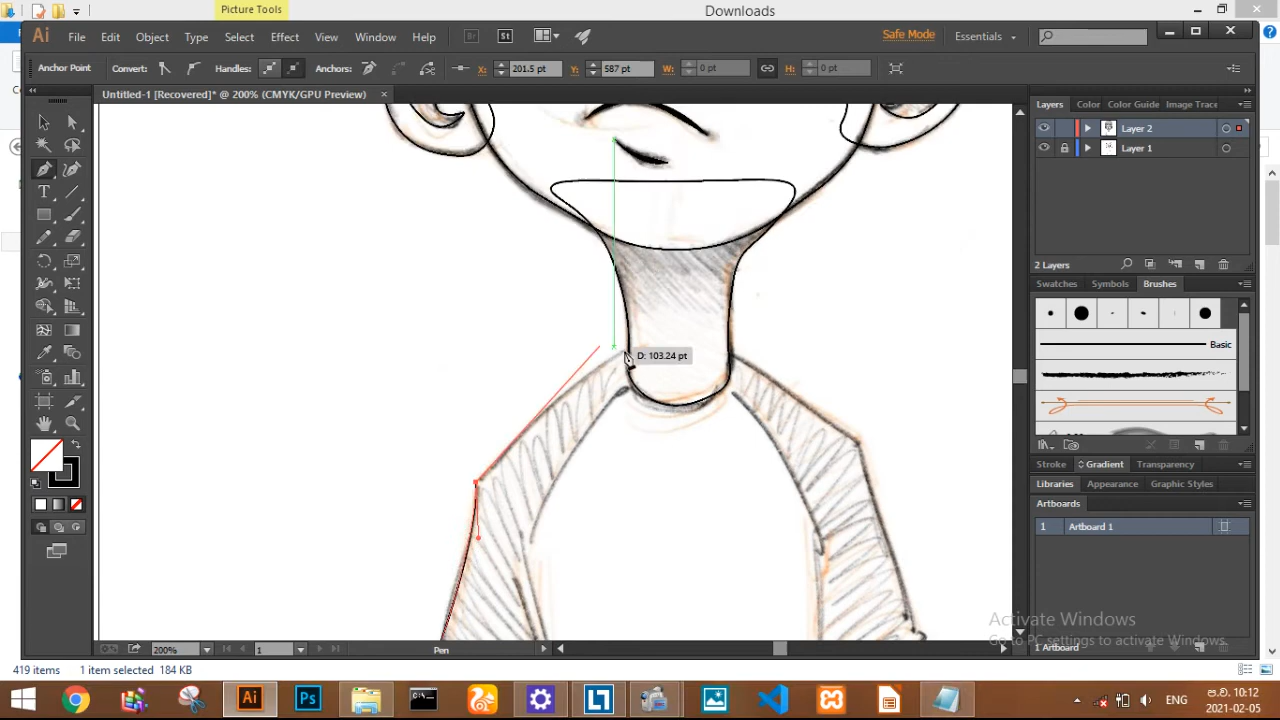 Picture Tools
Downloads
Ai File Edit Object Type Select Effect View Window Help Br St Safe Mode Essentials
Anchor Point Convert: Handles: Anchors: X: 201.5 pt Y: 587 pt W: 0 pt H: 0 pt
Untitled-1 [Recovered]* @ 200% (CMYK/GPU Preview) ×
Layers Color Color Guide Image Trace
Layer 2
Layer 1
2 Layers
Swatches Symbols Brushes
Basic
D: 103.24 pt
Stroke Gradient Transparency
Libraries Appearance Graphic Styles
Artboards
1 Artboard 1
Activate Windows
Go to PC settings to activate Windows.
1 Artboard
200% 1 Pen
419 items 1 item selected 184 KB
Ai Ps ENG 10:12
2021-02-05